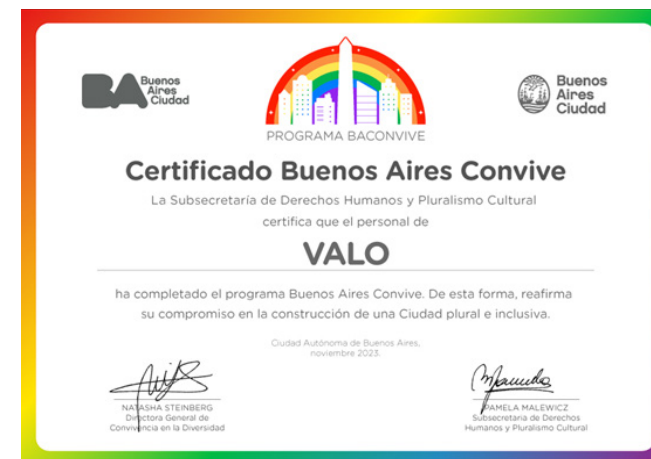 BA Buenos
Aires
Ciudad
Buenos
Aires
Ciudad
PROGRAMA BACONVIVE
Certificado Buenos Aires Convive
La Subsecretaría de Derechos Humanos y Pluralismo Cultural
certifica que el personal de
VALO
ha completado el programa Buenos Aires Convive. De esta forma, reafirma
su compromiso en la construcción de una Ciudad plural e inclusiva.
Ciudad Autónoma de Buenos Aires,
noviembre 2023.
NATASHA STEINBERG
Directora General de
Convivencia en la Diversidad
PAMELA MALEWICZ
Subsecretaria de Derechos
Humanos y Pluralismo Cultural